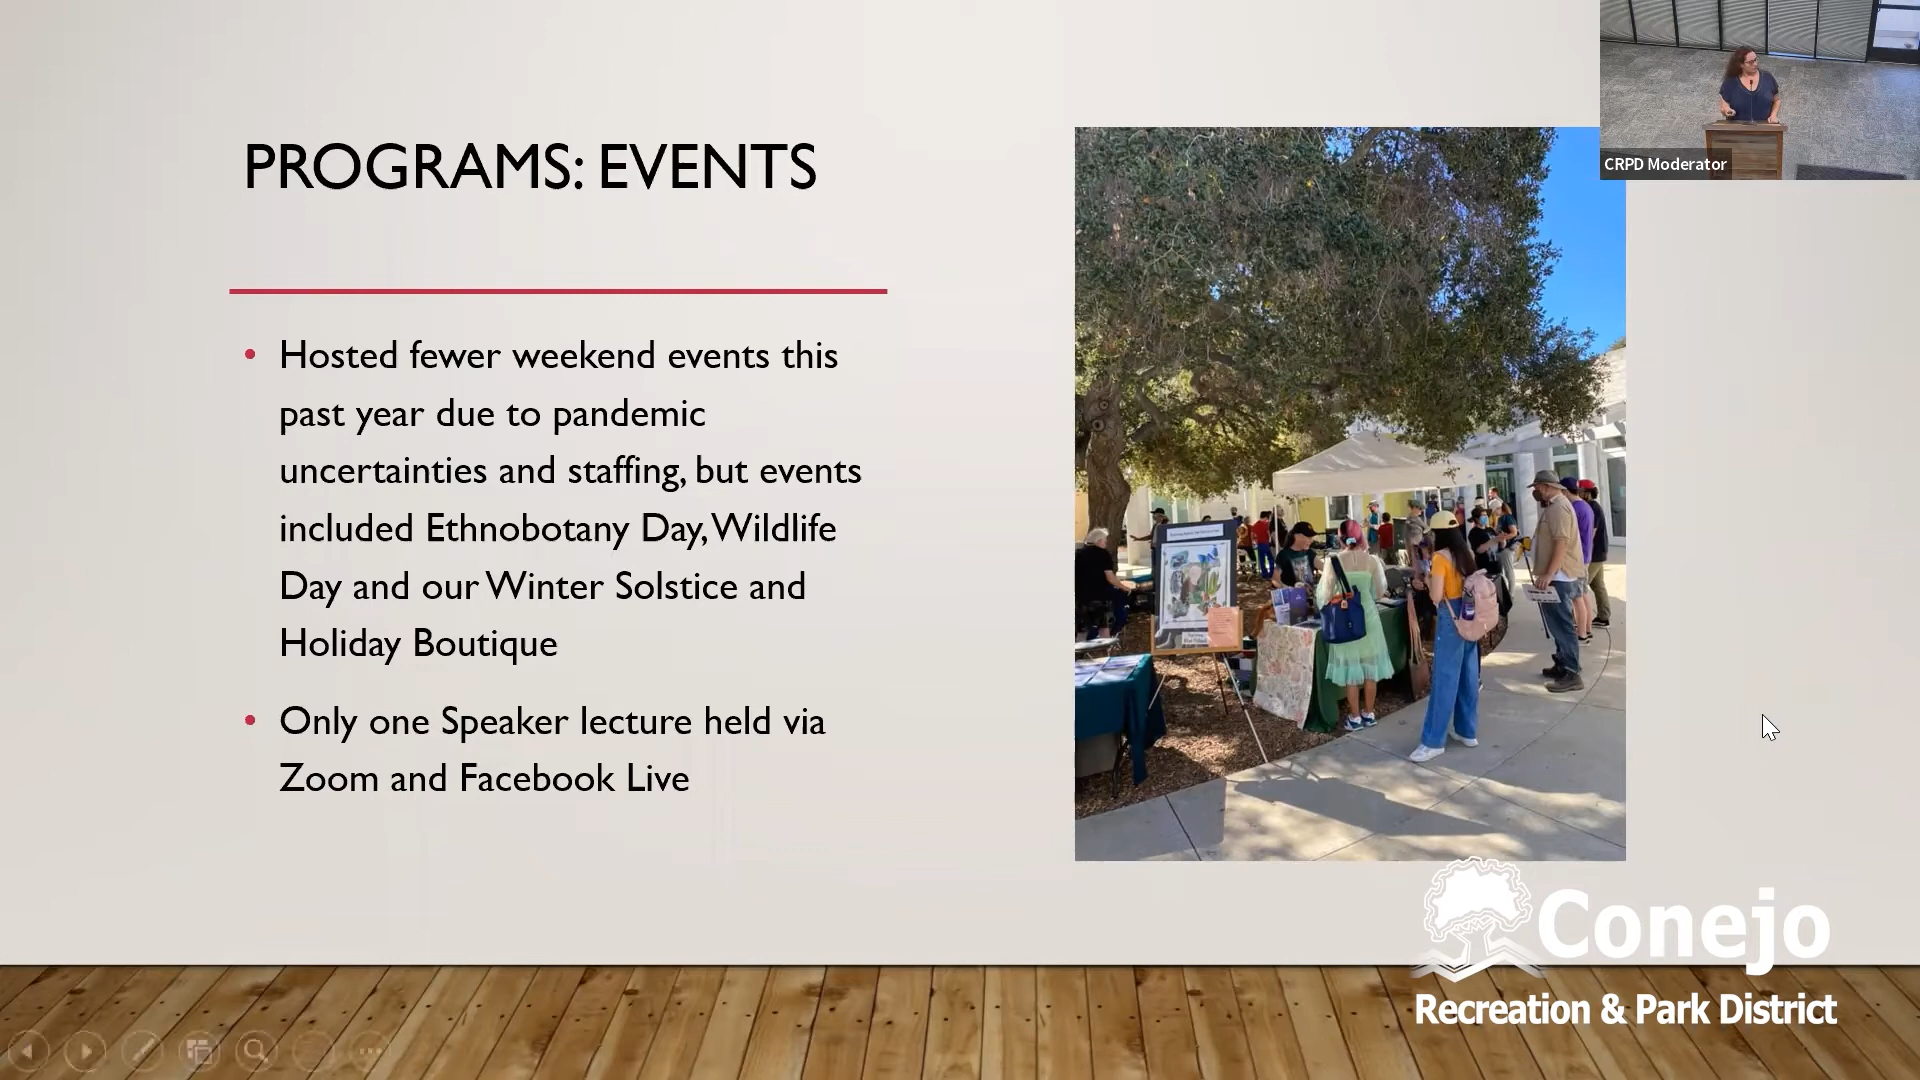 PROGRAMS: EVENTS
• Hosted fewer weekend events this
past year due to pandemic
uncertainties and staffing, but events
included Ethnobotany Day, Wildlife
Day and our Winter Solstice and
Holiday Boutique
• Only one Speaker lecture held via
Zoom and Facebook Live
CRPD Moderator
Conejo
Recreation & Park District